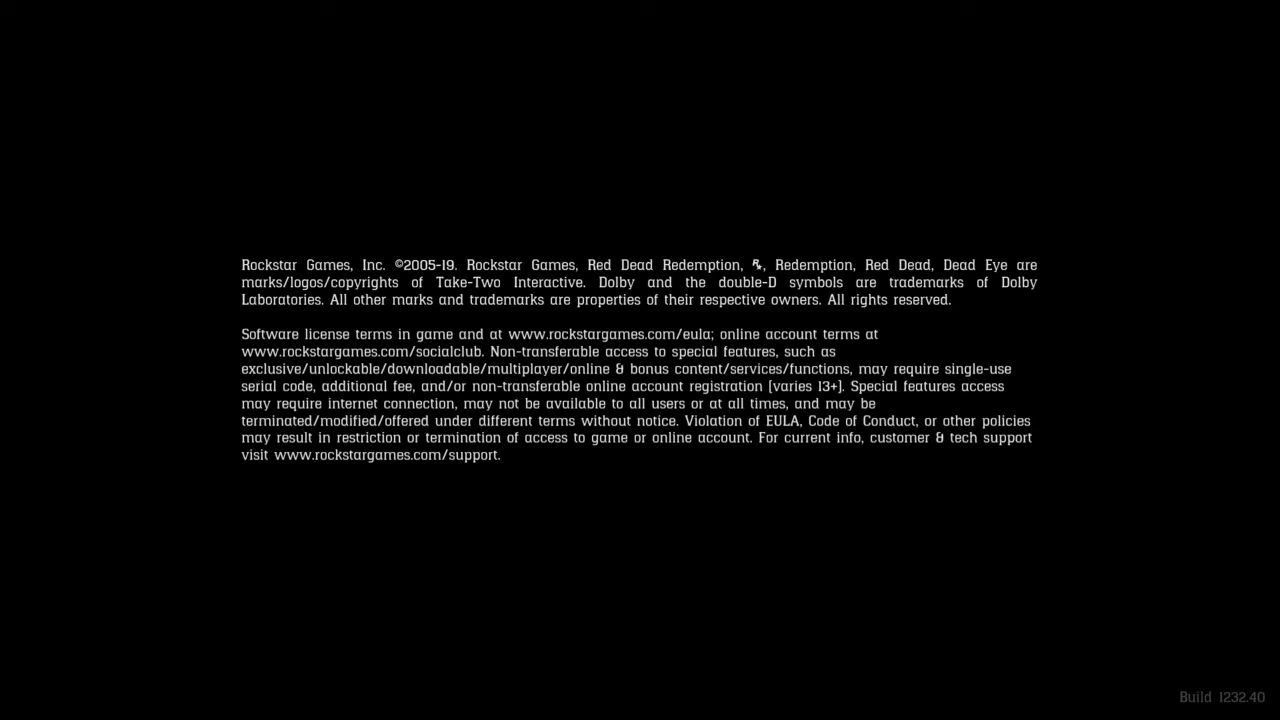 Rockstar Games, Inc. ©2005-19. Rockstar Games, Red Dead Redemption, R*, Redemption, Red Dead, Dead Eye are
marks/logos/copyrights of Take-Two Interactive. Dolby and the double-D symbols are trademarks of Dolby
Laboratories. All other marks and trademarks are properties of their respective owners. All rights reserved.
Software license terms in game and at www.rockstargames.com/eula; online account terms at
www.rockstargames.com/socialclub. Non-transferable access to special features, such as
exclusive/unlockable/downloadable/multiplayer/online & bonus content/services/functions, may require single-use
serial code, additional fee, and/or non-transferable online account registration [varies 13+]. Special features access
may require internet connection, may not be available to all users or at all times, and may be
terminated/modified/offered under different terms without notice. Violation of EULA, Code of Conduct, or other policies
may result in restriction or termination of access to game or online account. For current info, customer & tech support
visit www.rockstargames.com/support.
Build 1232.40